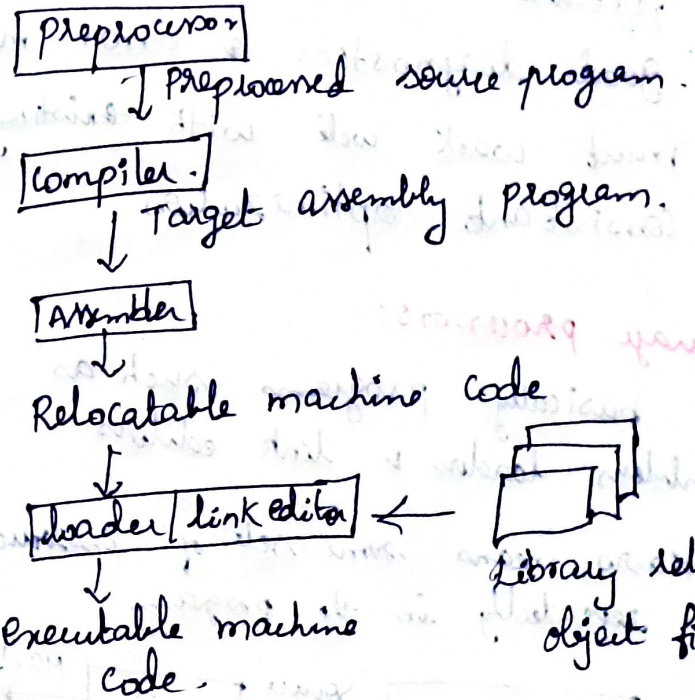 Preprocessor
preprocessed source program.
Compiler.
Target assembly program.
Assembler
Relocatable machine code
loader/link editor
Library
object
executable machine
code.